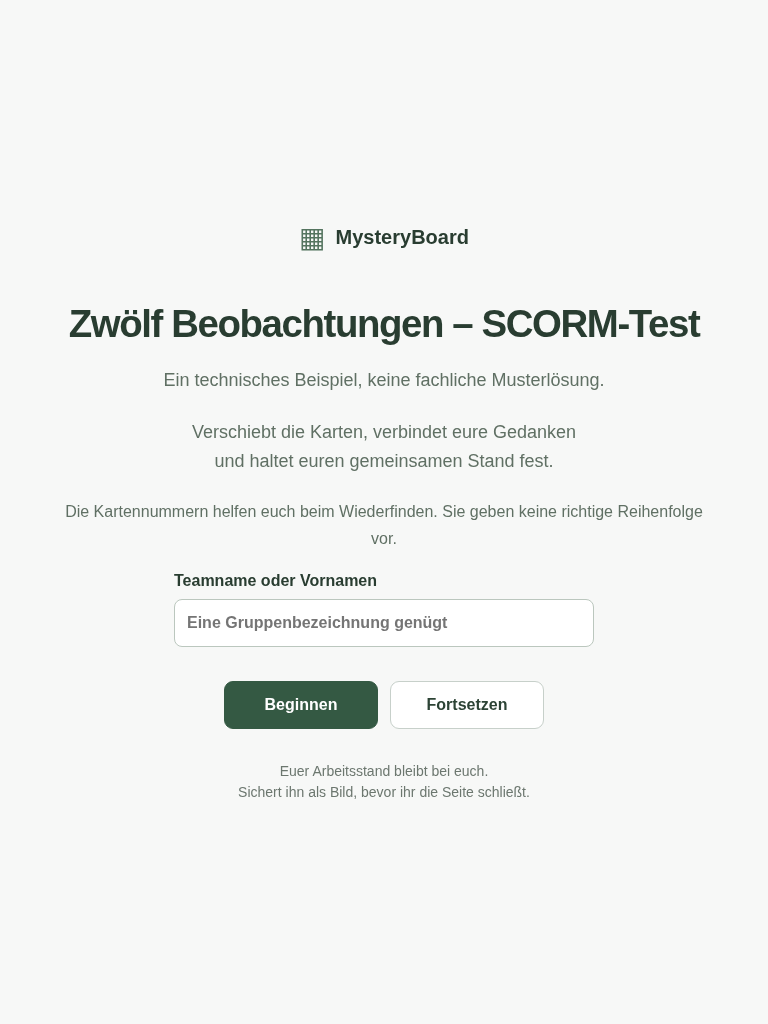 MysteryBoard
Zwölf Beobachtungen – SCORM-Test
Ein technisches Beispiel, keine fachliche Musterlösung.
Verschiebt die Karten, verbindet eure Gedanken
und haltet euren gemeinsamen Stand fest.
Die Kartennummern helfen euch beim Wiederfinden. Sie geben keine richtige Reihenfolge
vor.
Teamname oder Vornamen
Eine Gruppenbezeichnung genügt
Beginnen
Fortsetzen
Euer Arbeitsstand bleibt bei euch.
Sichert ihn als Bild, bevor ihr die Seite schließt.